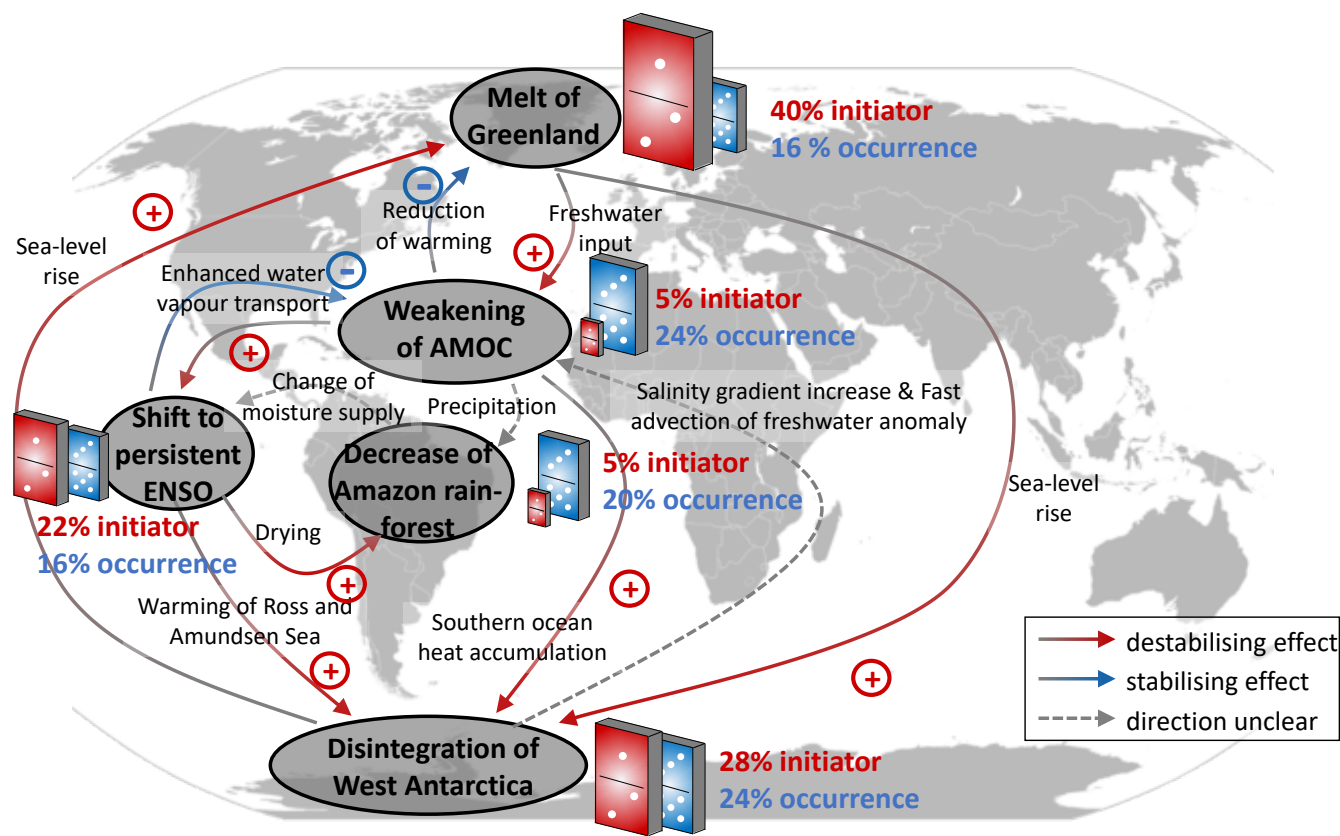 Melt of
Greenland
40% initiator
16 % occurrence
+
-
Reduction
of warming
Freshwater
input
+
Sea-level
rise
Enhanced water
vapour transport
-
Weakening
of AMOC
5% initiator
24% occurrence
+
Change of
moisture supply
Precipitation
Salinity gradient increase & Fast
advection of freshwater anomaly
Shift to
persistent
ENSO
22% initiator
16% occurrence
Decrease of
Amazon rain-
forest
5% initiator
20% occurrence
Sea-level
rise
Drying
+
Warming of Ross and
Amundsen Sea
+
Southern ocean
heat accumulation
+
+
Disintegration of
West Antarctica
28% initiator
24% occurrence
destabilising effect
stabilising effect
direction unclear